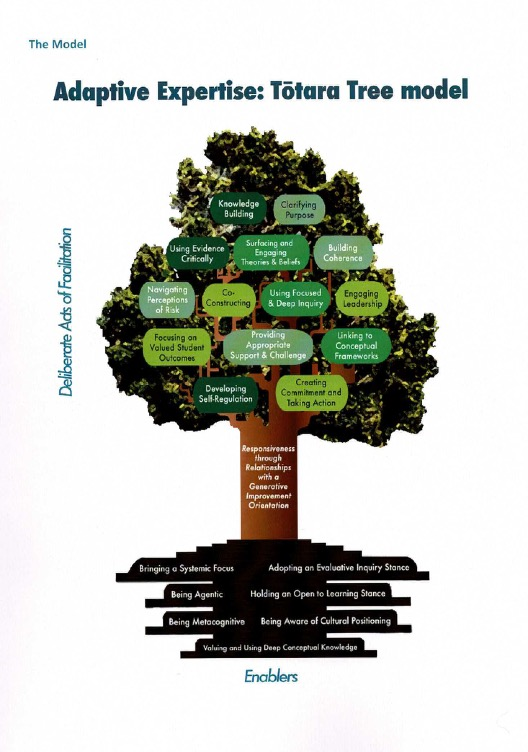 The Model
Adaptive Expertise: Tōtara Tree model
Deliberate Acts of Facilitation
Knowledge
Building
Clarifying
Purpose
Using Evidence
Critically
Surfacing and
Engaging
Theories & Beliefs
Building
Coherence
Navigating
Perceptions
of Risk
Co-
Constructing
Using Focused
& Deep Inquiry
Engaging
Leadership
Focusing on
Valued Student
Outcomes
Providing
Appropriate
Support & Challenge
Linking to
Conceptual
Frameworks
Developing
Self-Regulation
Creating
Commitment and
Taking Action
Responsiveness
through
Relationships
with a
Generative
Improvement
Orientation
Bringing a Systemic Focus
Adopting an Evaluative Inquiry Stance
Being Agentic
Holding an Open to Learning Stance
Being Metacognitive
Being Aware of Cultural Positioning
Valuing and Using Deep Conceptual Knowledge
Enablers